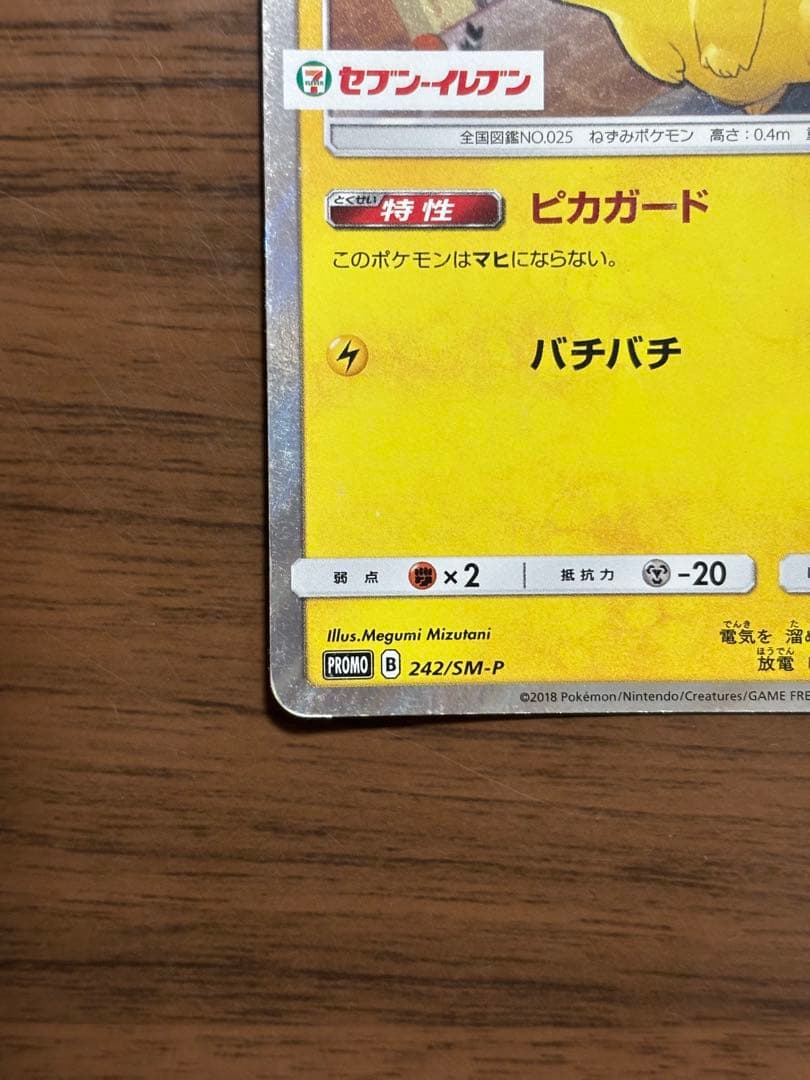 7 ELEVEN セブン-イレブン
全国図鑑NO.025 ねずみポケモン 高さ:0.4m
とくせい
特性 ピカガード
このポケモンはマヒにならない。
バチバチ
弱点 ×2 抵抗力 -20
Illus.Megumi Mizutani
でんき た
電気を 溜め
ほうでん
放電
PROMO B 242/SM-P
©2018 Pokémon/Nintendo/Creatures/GAME FRE